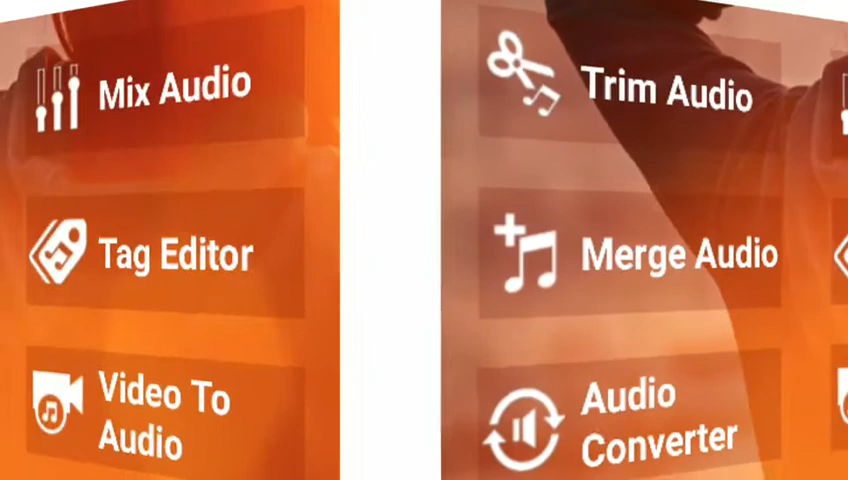 Mix Audio
Tag Editor
Video To
Audio
Trim Audio
Merge Audio
Audio
Converter